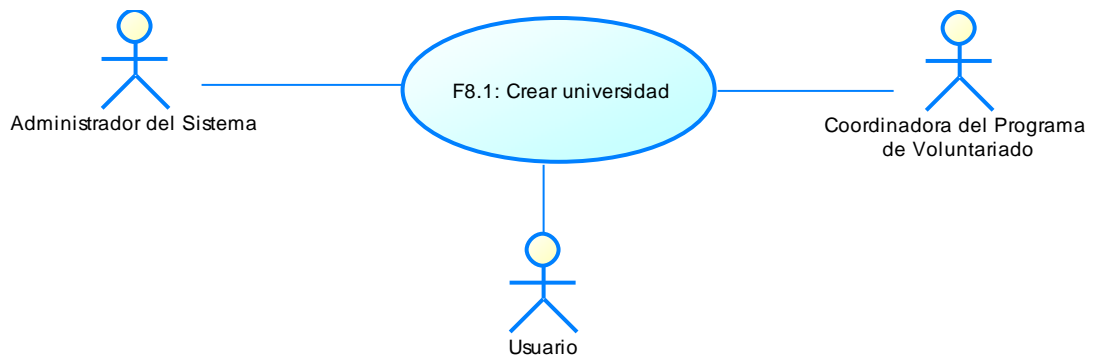 F8.1: Crear universidad
Administrador del Sistema
Coordinadora del Programa
de Voluntariado
Usuario